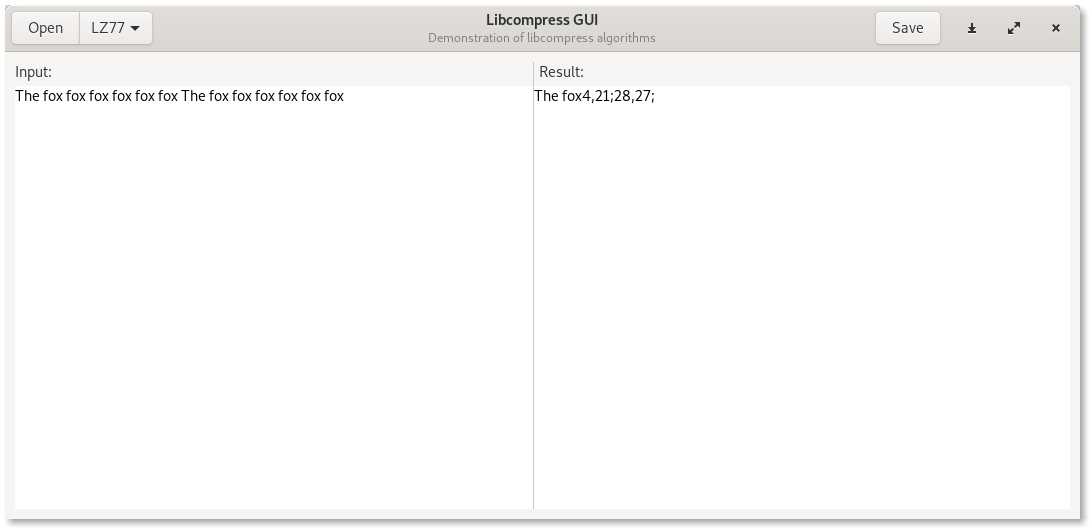 Open LZ77 Libcompress GUI Save
Demonstration of libcompress algorithms
Input:
The fox fox fox fox fox fox The fox fox fox fox fox fox
Result:
The fox4,21;28,27;